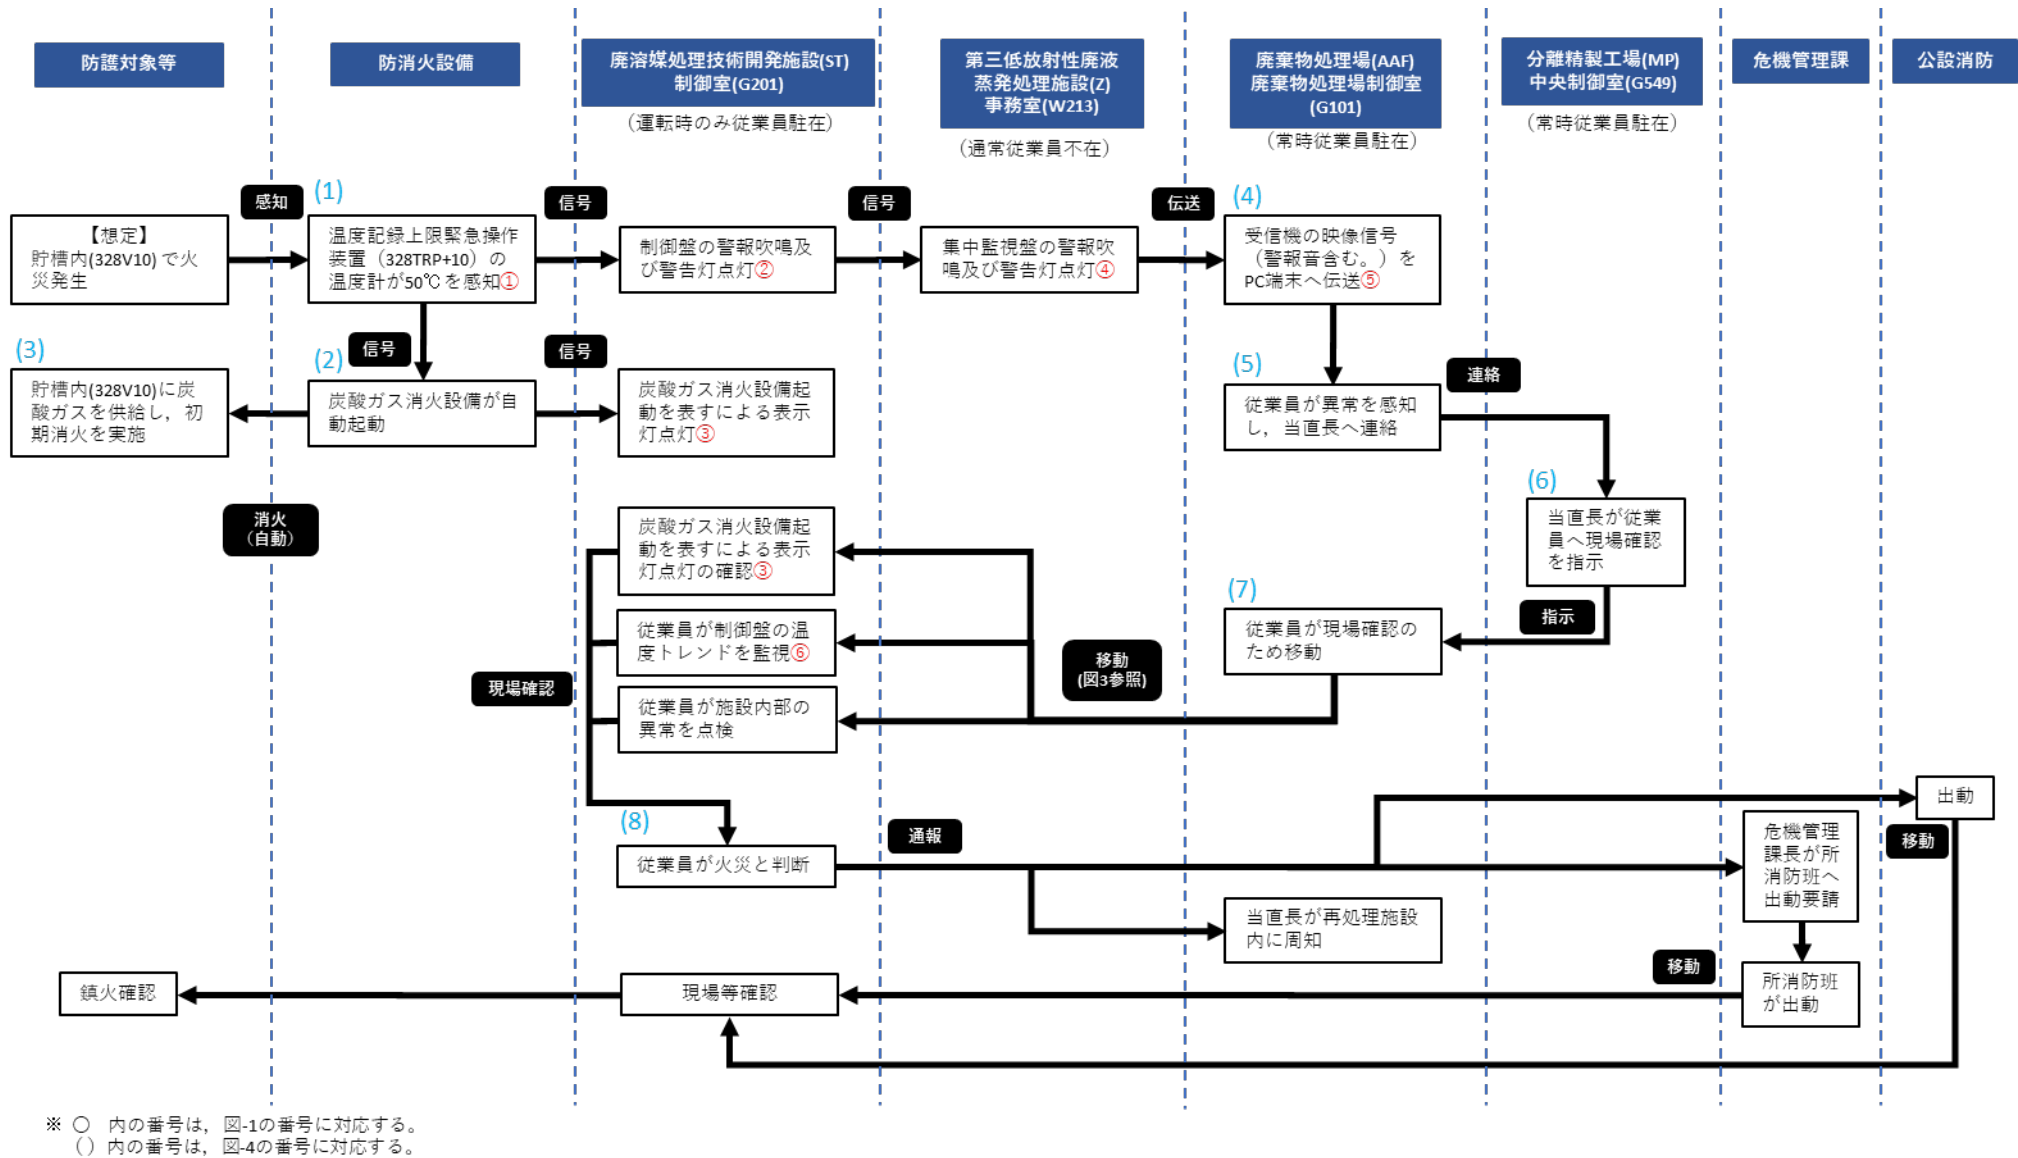 防護対象等
防消火設備
廃溶媒処理技術開発施設(ST)
制御室(G201)
（運転時のみ従業員駐在）
第三低放射性廃液
蒸発処理施設(Z)
事務室(W213)
（通常従業員不在）
廃棄物処理場(AAF)
廃棄物処理場制御室
(G101)
（常時従業員駐在）
分離精製工場(MP)
中央制御室(G549)
（常時従業員駐在）
危機管理課
公設消防
【想定】
貯槽内(328V10) で火
災発生
感知
(1)
温度記録上限緊急操作
装置（328TRP+10）の
温度計が50℃を感知①
信号
制御盤の警報吹鳴及
び警告灯点灯②
信号
集中監視盤の警報吹
鳴及び警告灯点灯④
伝送
(4)
受信機の映像信号
（警報音含む。）を
PC端末へ伝送⑤
(3)
貯槽内(328V10)に炭
酸ガスを供給し，初
期消火を実施
信号
(2)
炭酸ガス消火設備が自
動起動
信号
炭酸ガス消火設備起
動を表すによる表示
灯点灯③
(5)
従業員が異常を感知
し，当直長へ連絡
連絡
消火
（自動）
炭酸ガス消火設備起
動を表すによる表示
灯点灯の確認③
(6)
当直長が従業
員へ現場確認
を指示
従業員が制御盤の温
度トレンドを監視⑥
移動
(図3参照)
(7)
従業員が現場確認の
ため移動
指示
現場確認
従業員が施設内部の
異常を点検
(8)
従業員が火災と判断
通報
出動
危機管理
課長が所
消防班へ
出動要請
移動
当直長が再処理施設
内に周知
鎮火確認
現場等確認
移動
所消防班
が出動
※ ○ 内の番号は，図-1の番号に対応する。
（ ）内の番号は，図-4の番号に対応する。